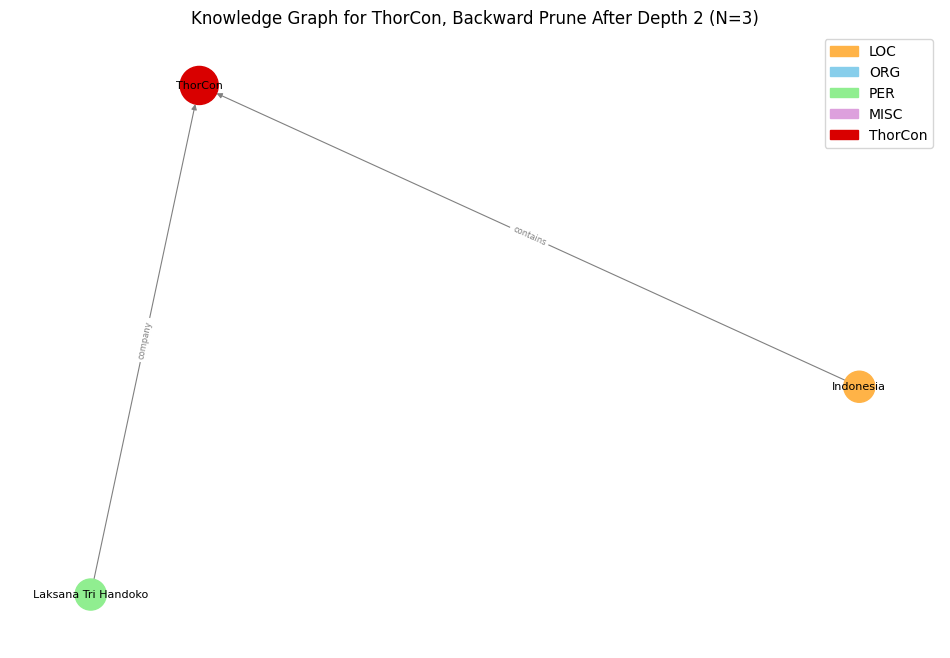 Knowledge Graph for ThorCon, Backward Prune After Depth 2 (N=3)
LOC
ORG
PER
MISC
ThorCon
ThorCon
contains
company
Indonesia
Laksana Tri Handoko